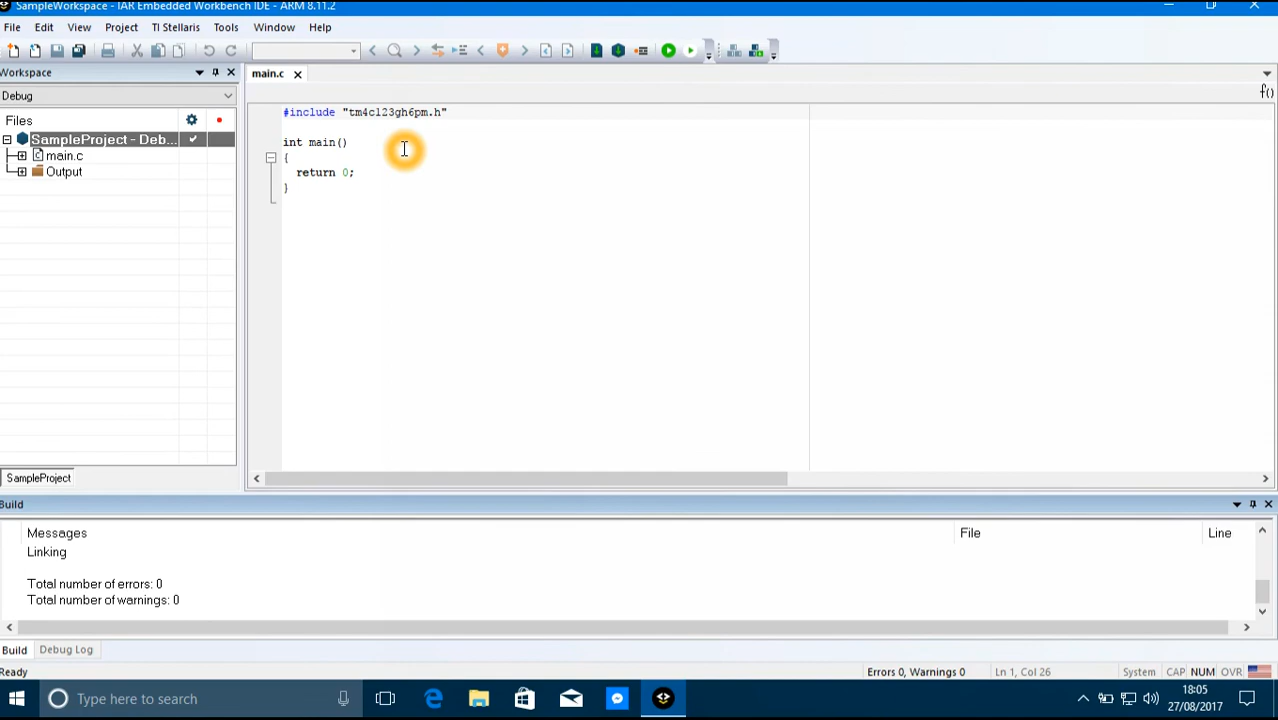 SampleWorkspace - IAR Embedded Workbench IDE - ARM 8.11.2
File Edit View Project TI Stellaris Tools Window Help
Workspace
main.c
Debug
f()
Files
SampleProject - Deb...
main.c
Output
#include "tm4c123gh6pm.h"
int main()
{
return 0;
}
SampleProject
Build
Messages File Line
Linking
Total number of errors: 0
Total number of warnings: 0
Build Debug Log
Ready
Errors 0, Warnings 0 Ln 1, Col 26 System CAP NUM OVR
Type here to search
18:05
27/08/2017